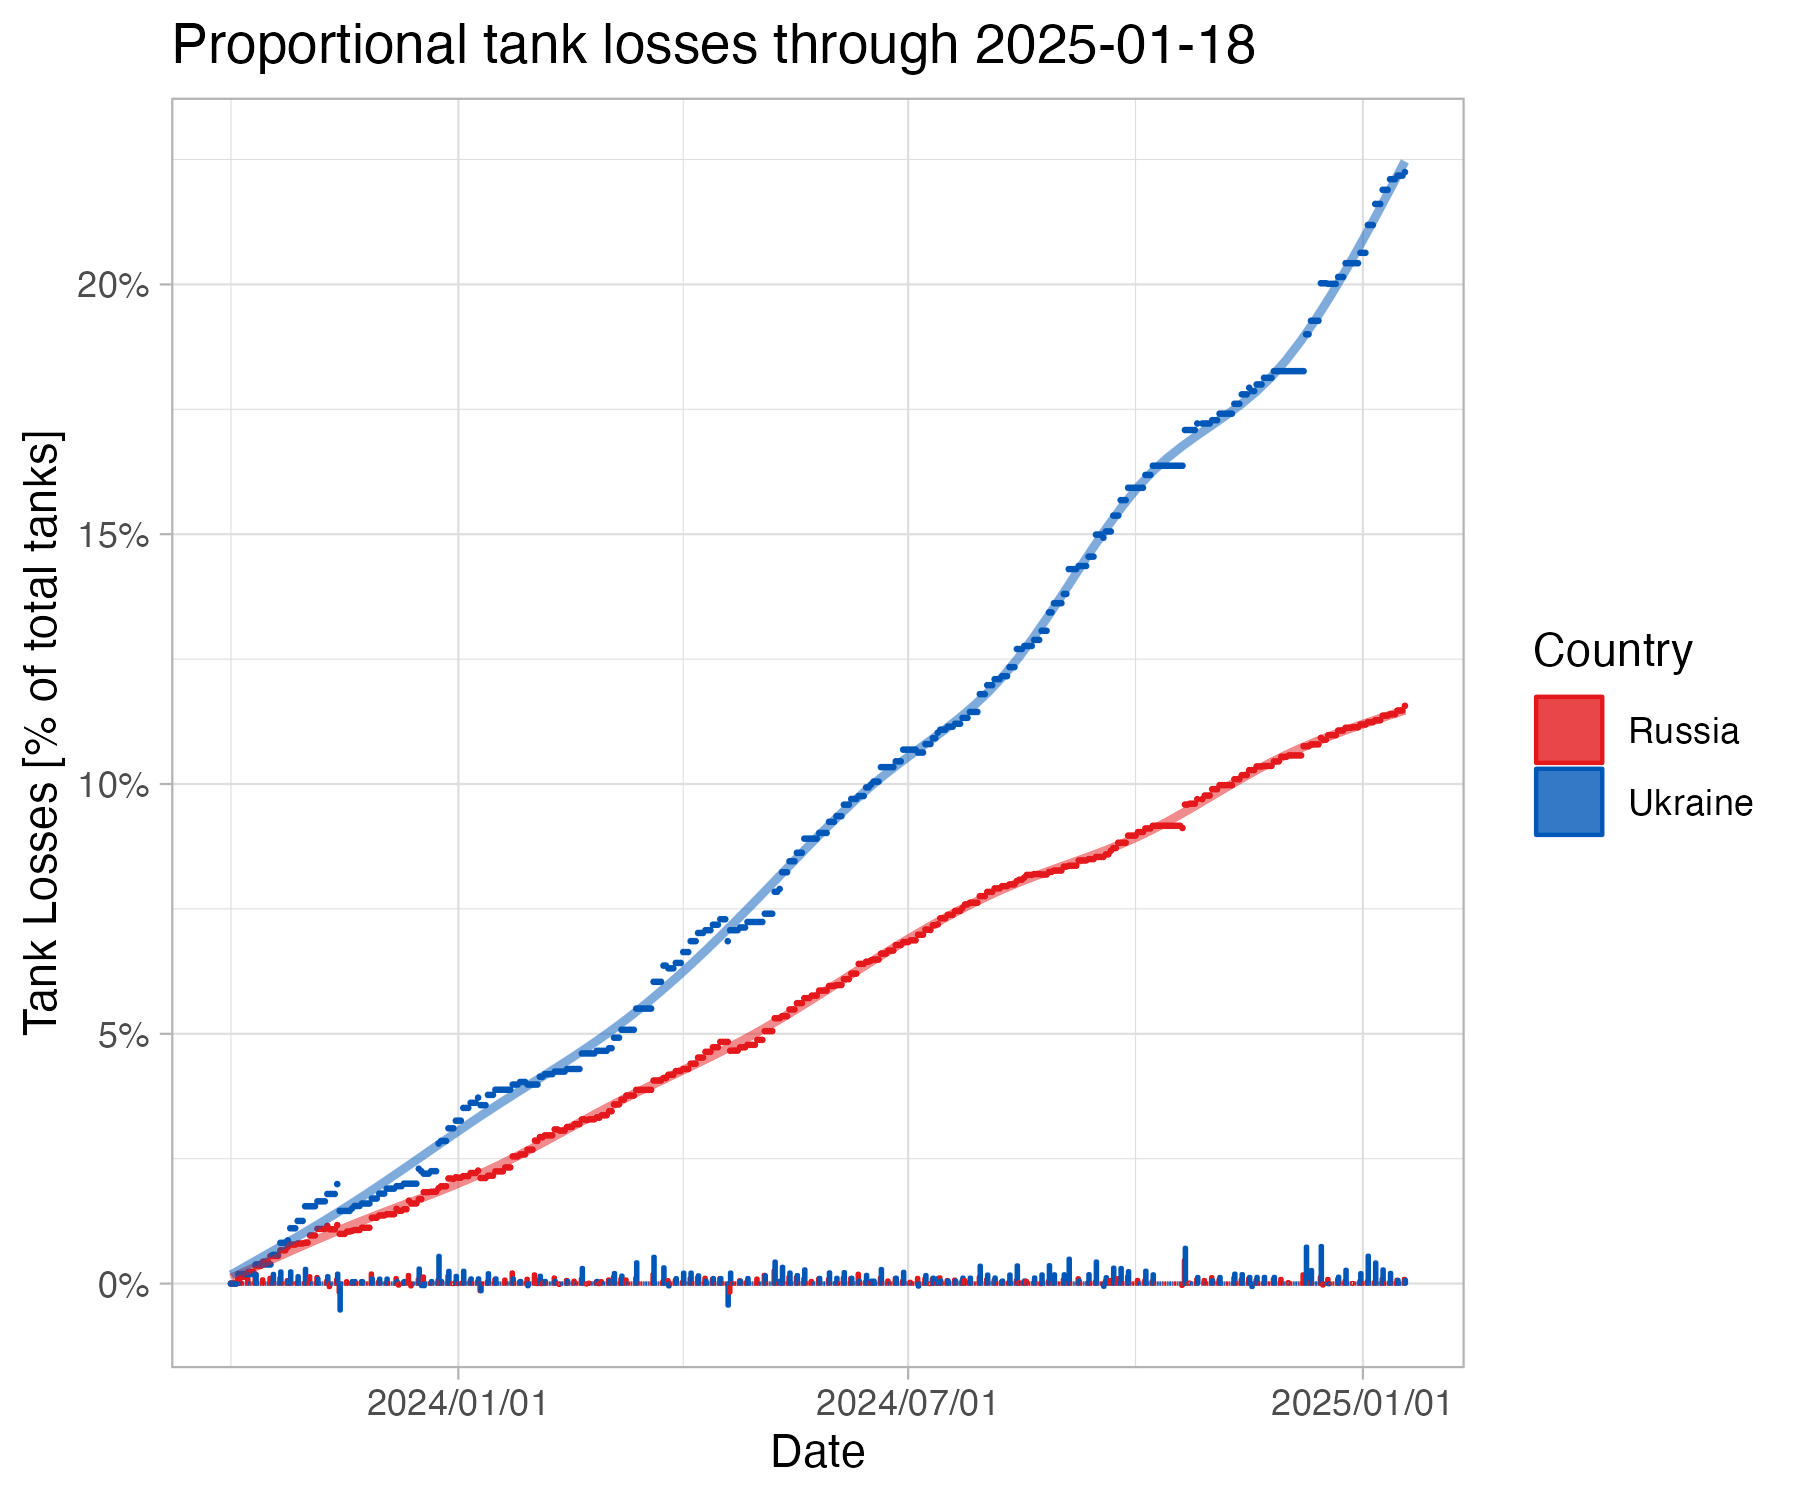 Proportional tank losses through 2025-01-18
Tank Losses [% of total tanks]
20%
15%
10%
5%
0%
2024/01/01
2024/07/01
2025/01/01
Date
Country
Russia
Ukraine